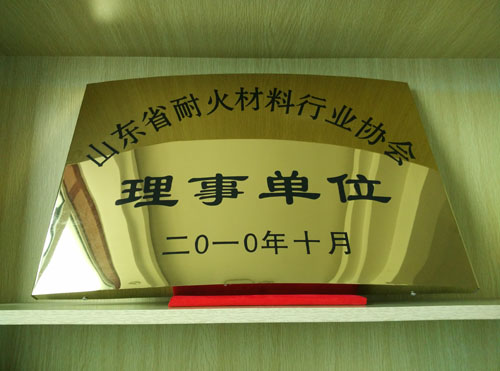 山东省耐火材料行业协会
理事单位
二0一0年十月